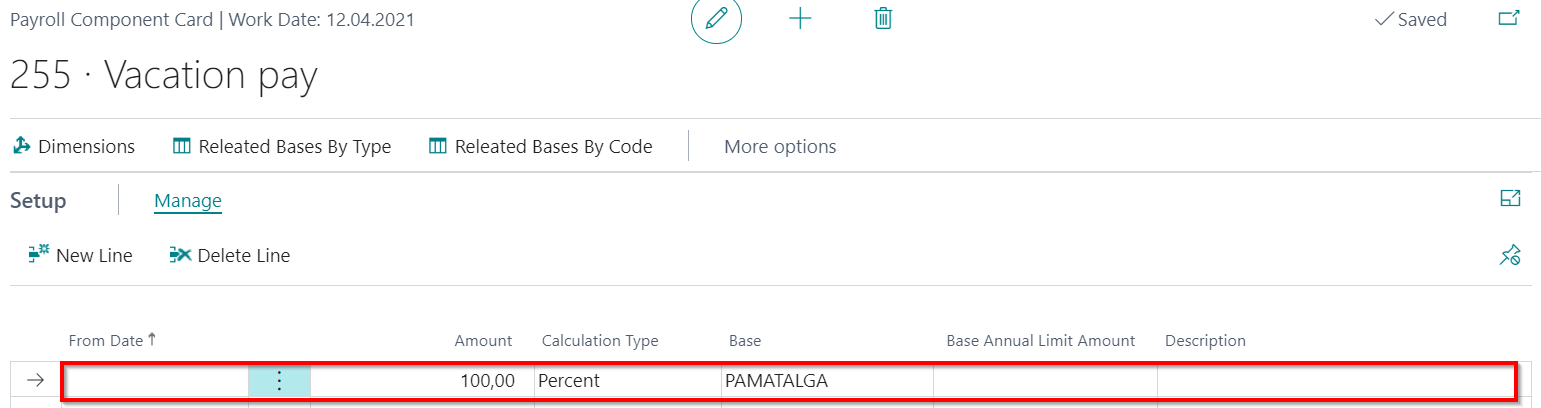 Payroll Component Card | Work Date: 12.04.2021
Saved
255 · Vacation pay
Dimensions Releated Bases By Type Releated Bases By Code More options
Setup Manage
New Line Delete Line
From Date ↑ Amount Calculation Type Base Base Annual Limit Amount Description
100,00 Percent PAMATALGA